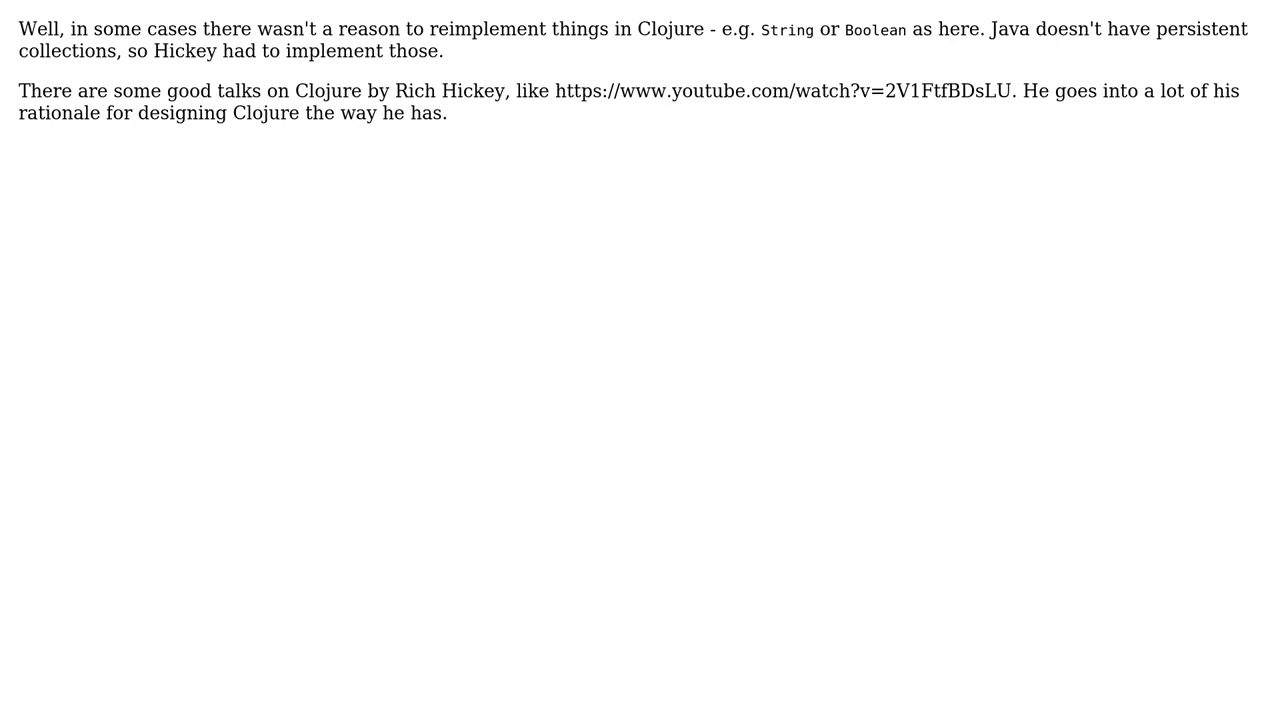 Well, in some cases there wasn't a reason to reimplement things in Clojure - e.g. String or Boolean as here. Java doesn't have persistent
collections, so Hickey had to implement those.
There are some good talks on Clojure by Rich Hickey, like https://www.youtube.com/watch?v=2V1FtfBDsLU. He goes into a lot of his
rationale for designing Clojure the way he has.